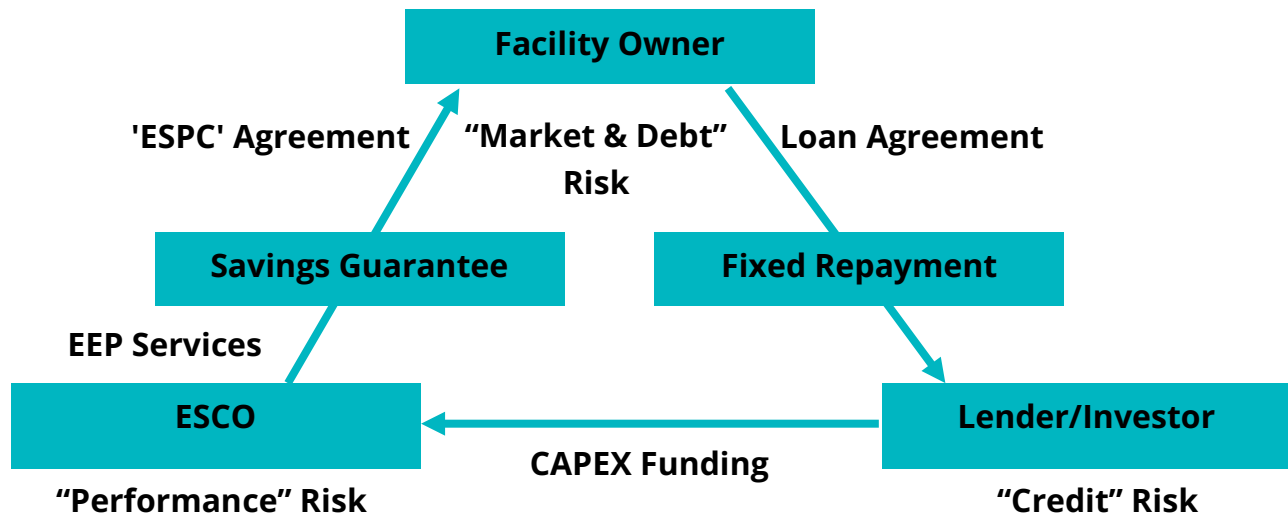 Facility Owner
'ESPC' Agreement
“Market & Debt”
Risk
Loan Agreement
Savings Guarantee
Fixed Repayment
EEP Services
ESCO
Lender/Investor
CAPEX Funding
“Performance” Risk
“Credit” Risk